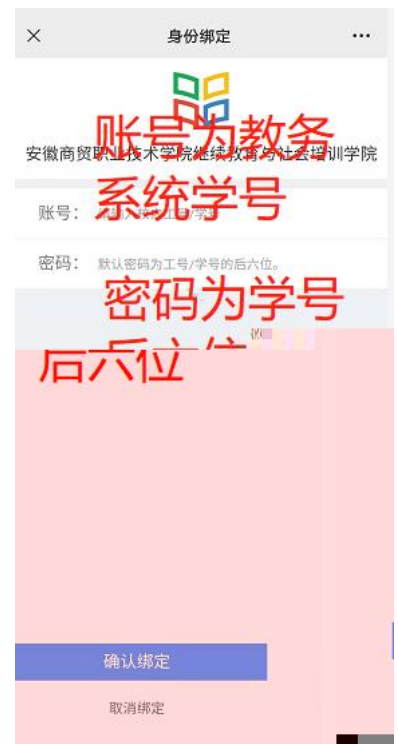 身份绑定
安徽商贸职业技术学院继续教育与社会培训学院
账号为教务
系统学号
账号：
密码： 默认密码为工号/学号的后六位。
密码为学号
后六位
确认绑定
取消绑定